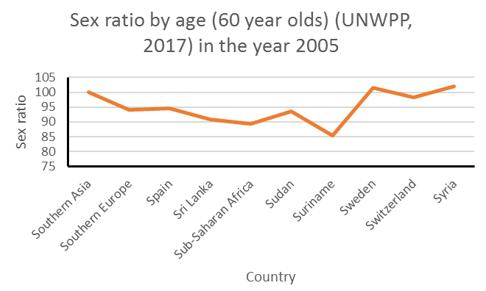 Sex ratio by age (60 year olds) (UNWPP,
2017) in the year 2005
105
100
95
90
85
80
75
Sex ratio
Southern Asia
Southern Europe
Spain
Sri Lanka
Sub-Saharan Africa
Sudan
Suriname
Sweden
Switzerland
Syria
Country